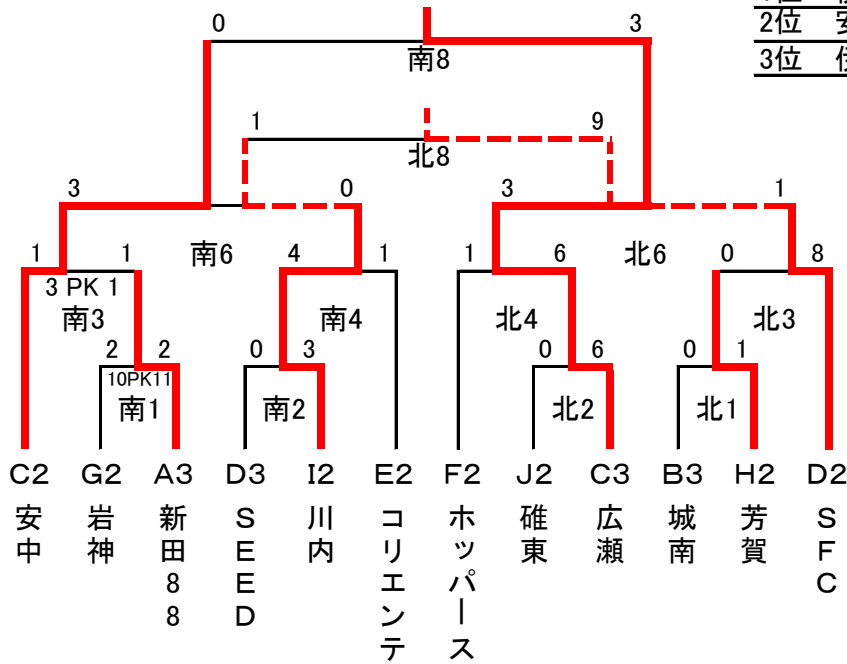 2位 安
3位
0 3
南8
1 9
北8
3 0 3 1
南6 北6
1 1 4 1 1 6 0 8
3 PK 1
南3 南4 北4 北3
2 2 0 3 0 6 0 1
10PK11
南1 南2 北2 北1
C2 G2 A3 D3 I2 E2 F2 J2 C3 B3 H2 D2
安中
岩神
新田88
SEED
川内
コリエンテ
ホッパース
碓東
広瀬
城南
芳賀
SFC